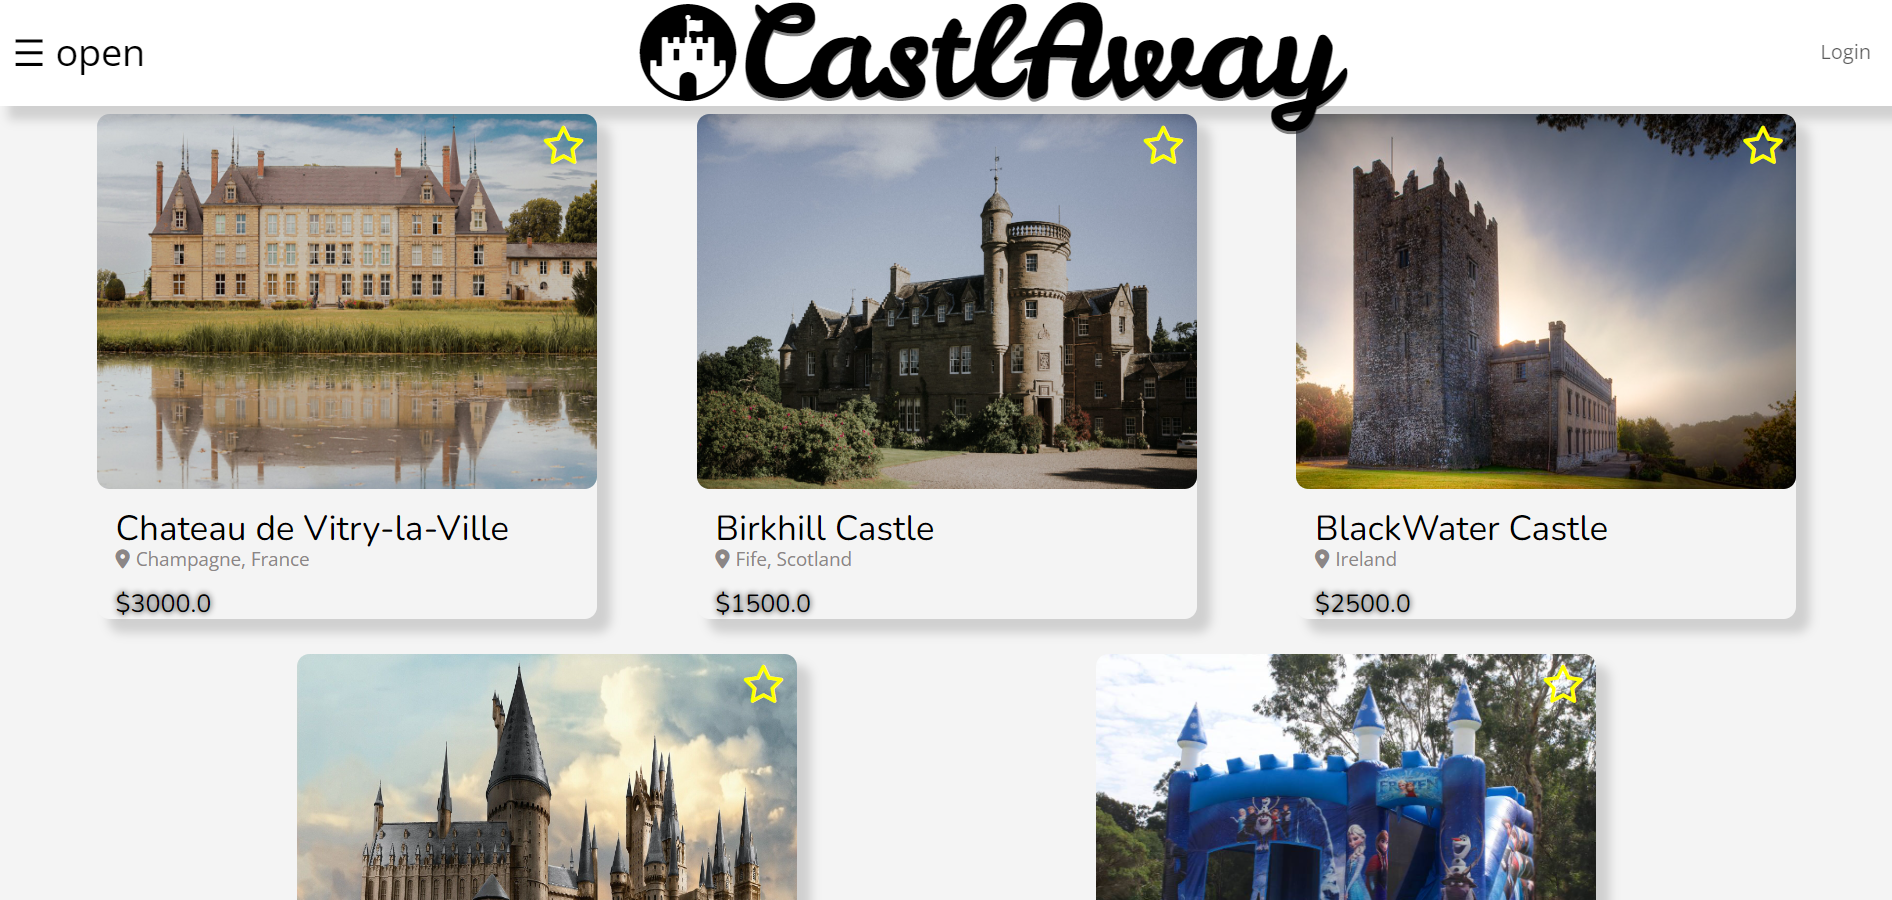 ☰ open
CastlAway
Login
Chateau de Vitry-la-Ville
Champagne, France
$3000.0
Birkhill Castle
Fife, Scotland
$1500.0
BlackWater Castle
Ireland
$2500.0
FROZEN